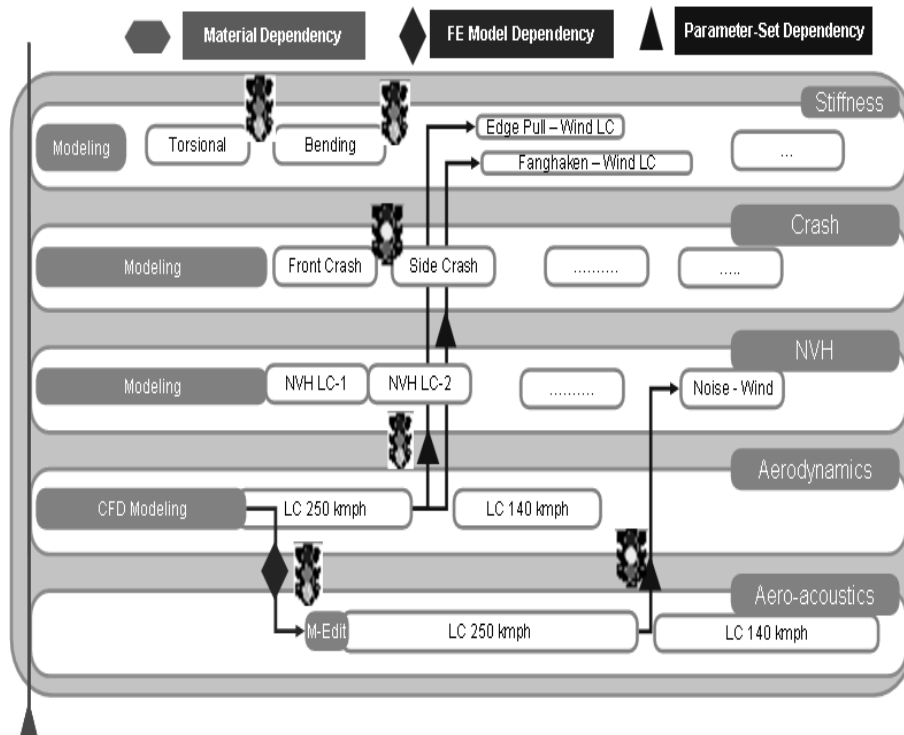 Material Dependency
FE Model Dependency
Parameter-Set Dependency
Stiffness
Modeling
Torsional
Bending
Edge Pull – Wind LC
Fanghaken – Wind LC
...
Crash
Modeling
Front Crash
Side Crash
..........
.....
NVH
Modeling
NVH LC-1
NVH LC-2
..........
Noise - Wind
Aerodynamics
CFD Modeling
LC 250 kmph
LC 140 kmph
Aero-acoustics
M-Edit
LC 250 kmph
LC 140 kmph